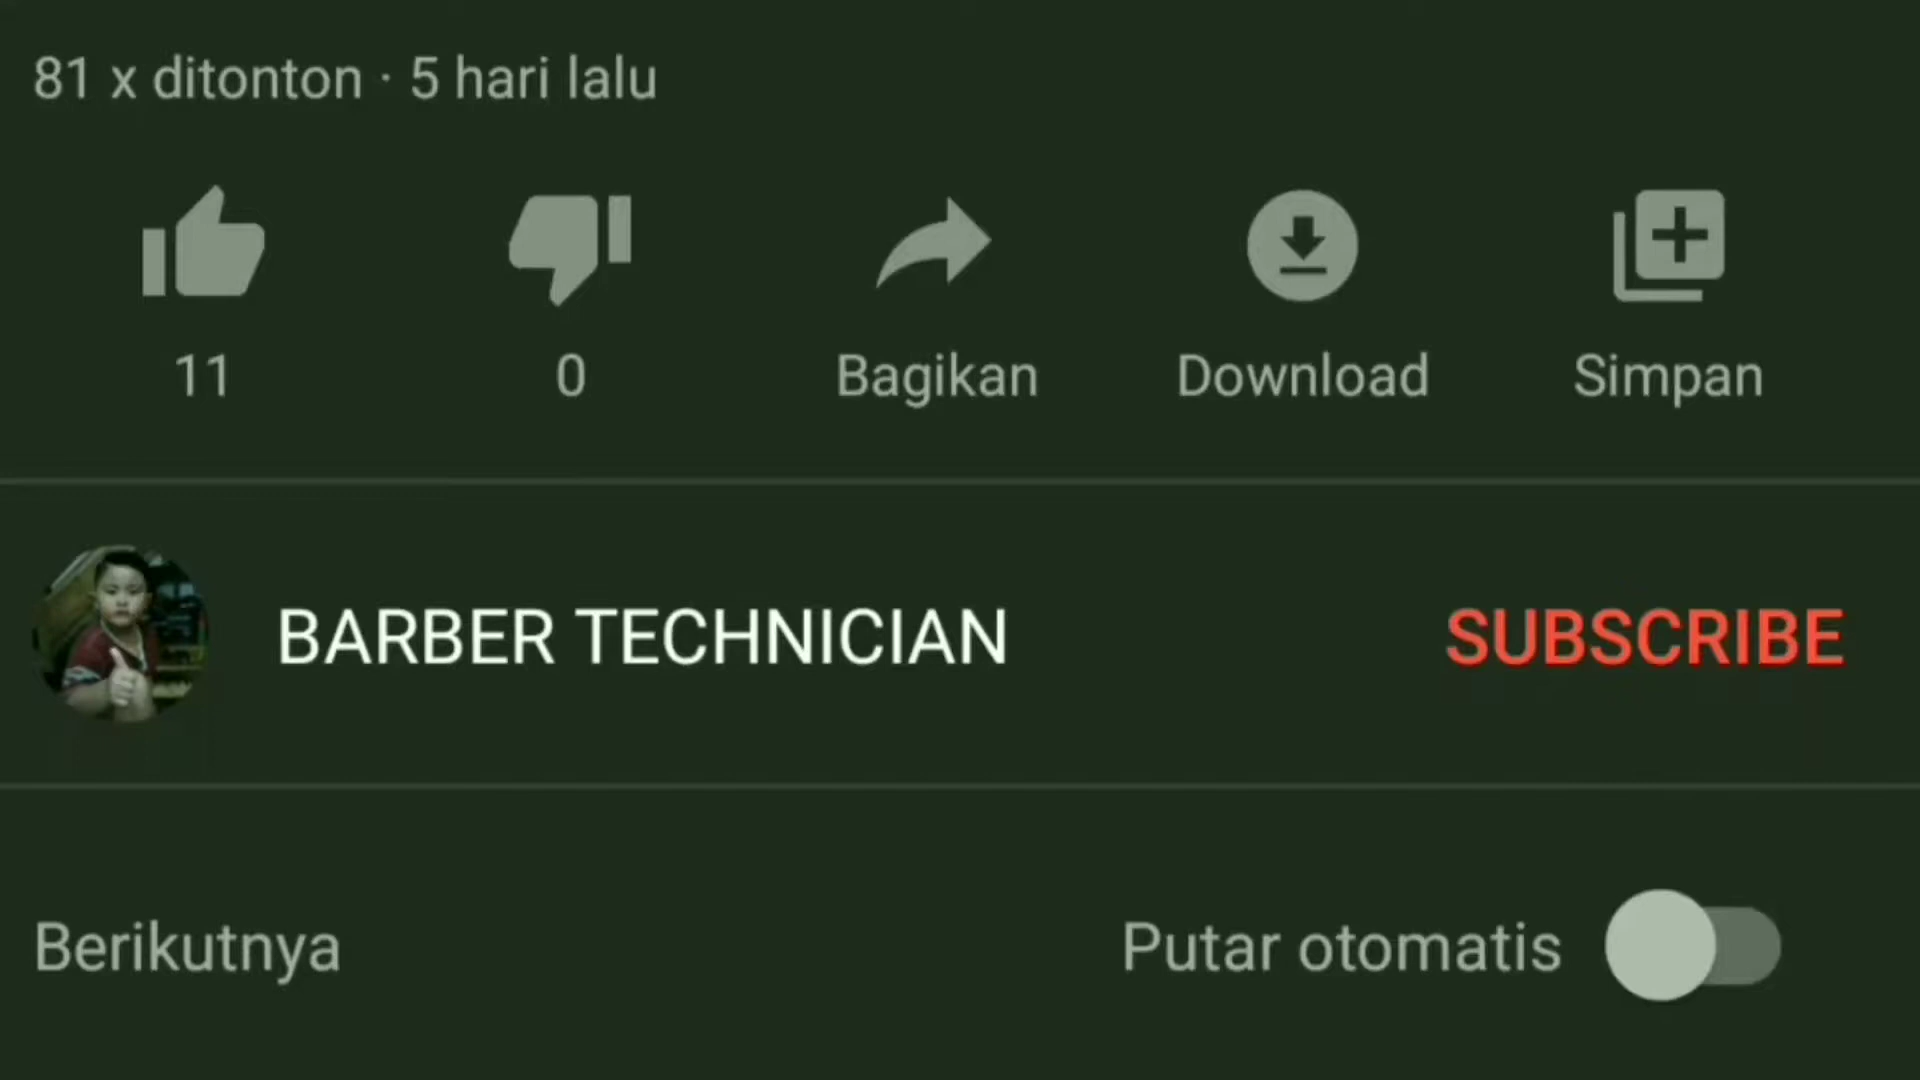 81 x ditonton · 5 hari lalu
11 0 Bagikan Download Simpan
BARBER TECHNICIAN SUBSCRIBE
Berikutnya Putar otomatis